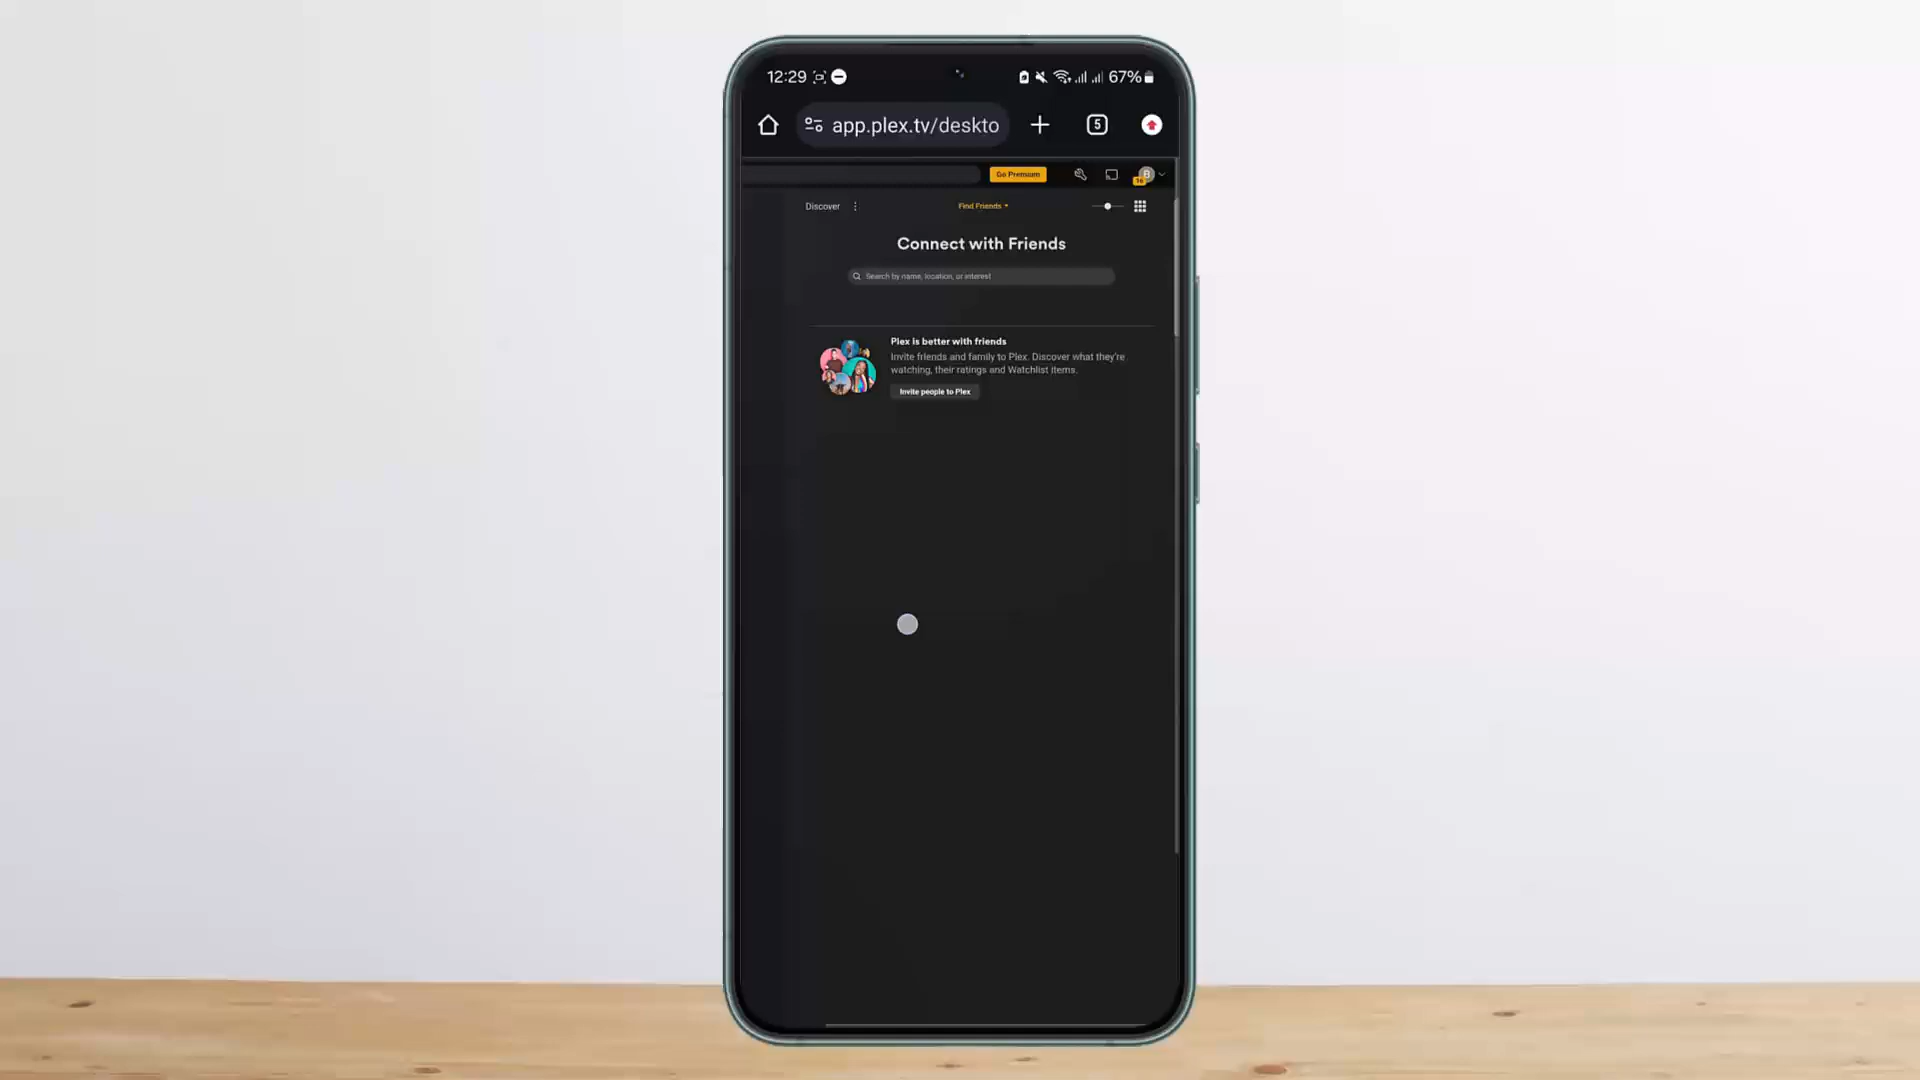 12:29
67%
app.plex.tv/deskto
5
Go Premium
16
Discover
Find Friends
Connect with Friends
Search by name, location, or interest
Plex is better with friends
Invite friends and family to Plex. Discover what they're
watching, their ratings and Watchlist items.
Invite people to Plex